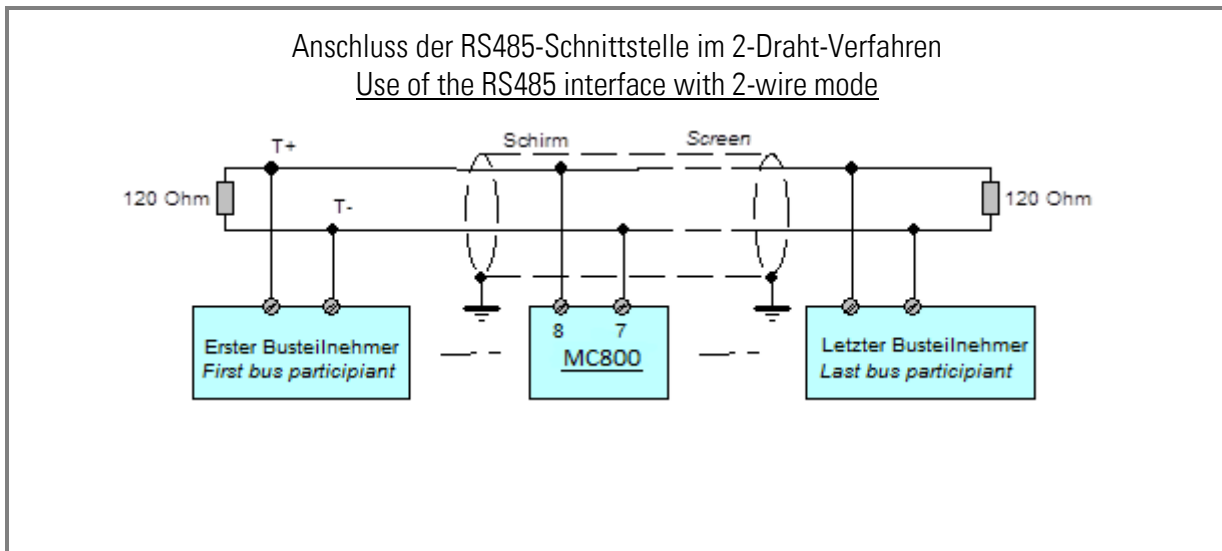 Anschluss der RS485-Schnittstelle im 2-Draht-Verfahren
Use of the RS485 interface with 2-wire mode
Schirm
Screen
T+
120 Ohm
T-
120 Ohm
8
7
MC800
Erster Busteilnehmer
First bus participiant
Letzter Busteilnehmer
Last bus participiant